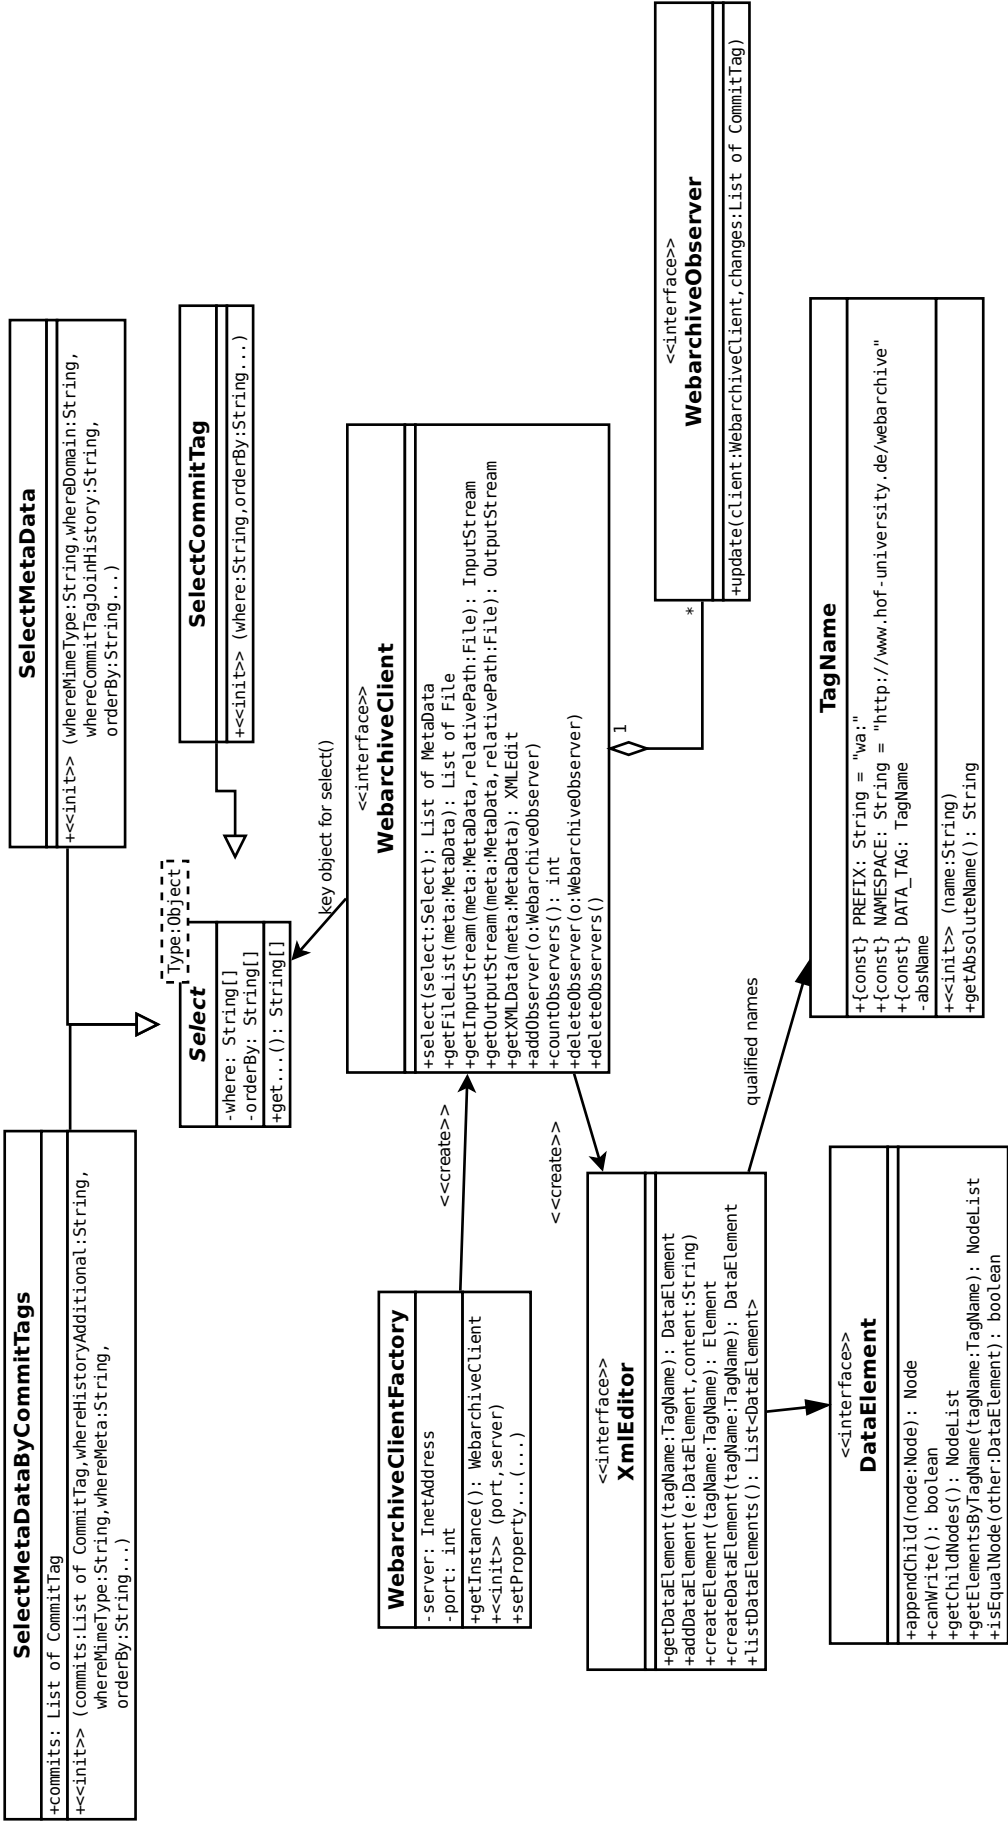 SelectMetaDataByCommitTags
+commits: List of CommitTag
+<<init>> (commits:List of CommitTag,whereHistoryAdditional:String,
whereMimeType:String,whereMeta:String,
orderBy:String...)
SelectMetaData
+<<init>> (whereMimeType:String,whereDomain:String,
whereCommitTagJoinHistory:String,
orderBy:String...)
Type:Object
Select
-where: String[]
-orderBy: String[]
+get...(): String[]
SelectCommitTag
+<<init>> (where:String,orderBy:String...)
key object for select()
WebarchiveClientFactory
-server: InetAddress
-port: int
+getInstance(): WebarchiveClient
+<<init>> (port,server)
+setProperty...(...)
<<create>>
<<interface>>
WebarchiveClient
+select(select:Select): List of MetaData
+getFileList(meta:MetaData): List of File
+getInputStream(meta:MetaData,relativePath:File): InputStream
+getOutputStream(meta:MetaData,relativePath:File): OutputStream
+getXMLData(meta:MetaData): XMLEdit
+addObserver(o:WebarchiveObserver)
+countObservers(): int
+deleteObserver(o:WebarchiveObserver)
+deleteObservers()
<<create>>
1
*
<<interface>>
WebarchiveObserver
+update(client:WebarchiveClient,changes:List of CommitTag)
<<interface>>
XmlEditor
+getDataElement(tagName:TagName): DataElement
+addDataElement(e:DataElement,content:String)
+createElement(tagName:TagName): Element
+createDataElement(tagName:TagName): DataElement
+listDataElements(): List<DataElement>
qualified names
TagName
+{const} PREFIX: String = "wa:"
+{const} NAMESPACE: String = "http://www.hof-university.de/webarchive"
+{const} DATA_TAG: TagName
-absName
+<<init>> (name:String)
+getAbsoluteName(): String
<<interface>>
DataElement
+appendChild(node:Node): Node
+canWrite(): boolean
+getChildNodes(): NodeList
+getElementsByTagName(tagName:TagName): NodeList
+isEqualNode(other:DataElement): boolean